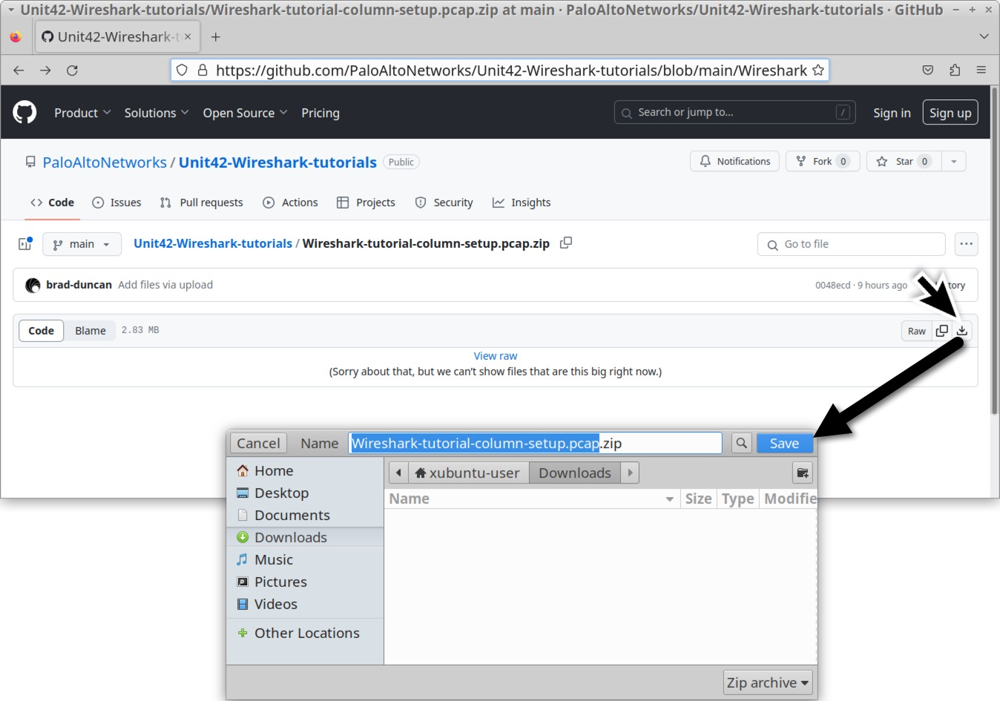 Unit42-Wireshark-tutorials/Wireshark-tutorial-column-setup.pcap.zip at main · PaloAltoNetworks/Unit42-Wireshark-tutorials · GitHub
Unit42-Wireshark-t
https://github.com/PaloAltoNetworks/Unit42-Wireshark-tutorials/blob/main/Wireshark
Product Solutions Open Source Pricing Search or jump to... / Sign in Sign up
PaloAltoNetworks / Unit42-Wireshark-tutorials Public Notifications Fork 0 Star 0
Code Issues Pull requests Actions Projects Security Insights
main Unit42-Wireshark-tutorials / Wireshark-tutorial-column-setup.pcap.zip Go to file
brad-duncan Add files via upload 0048ecd · 9 hours ago tory
Code Blame 2.83 MB Raw
View raw
(Sorry about that, but we can’t show files that are this big right now.)
Cancel Name Wireshark-tutorial-column-setup.pcap.zip Save
Home xubuntu-user Downloads
Desktop Name Size Type Modifie
Documents
Downloads
Music
Pictures
Videos
Other Locations
Zip archive